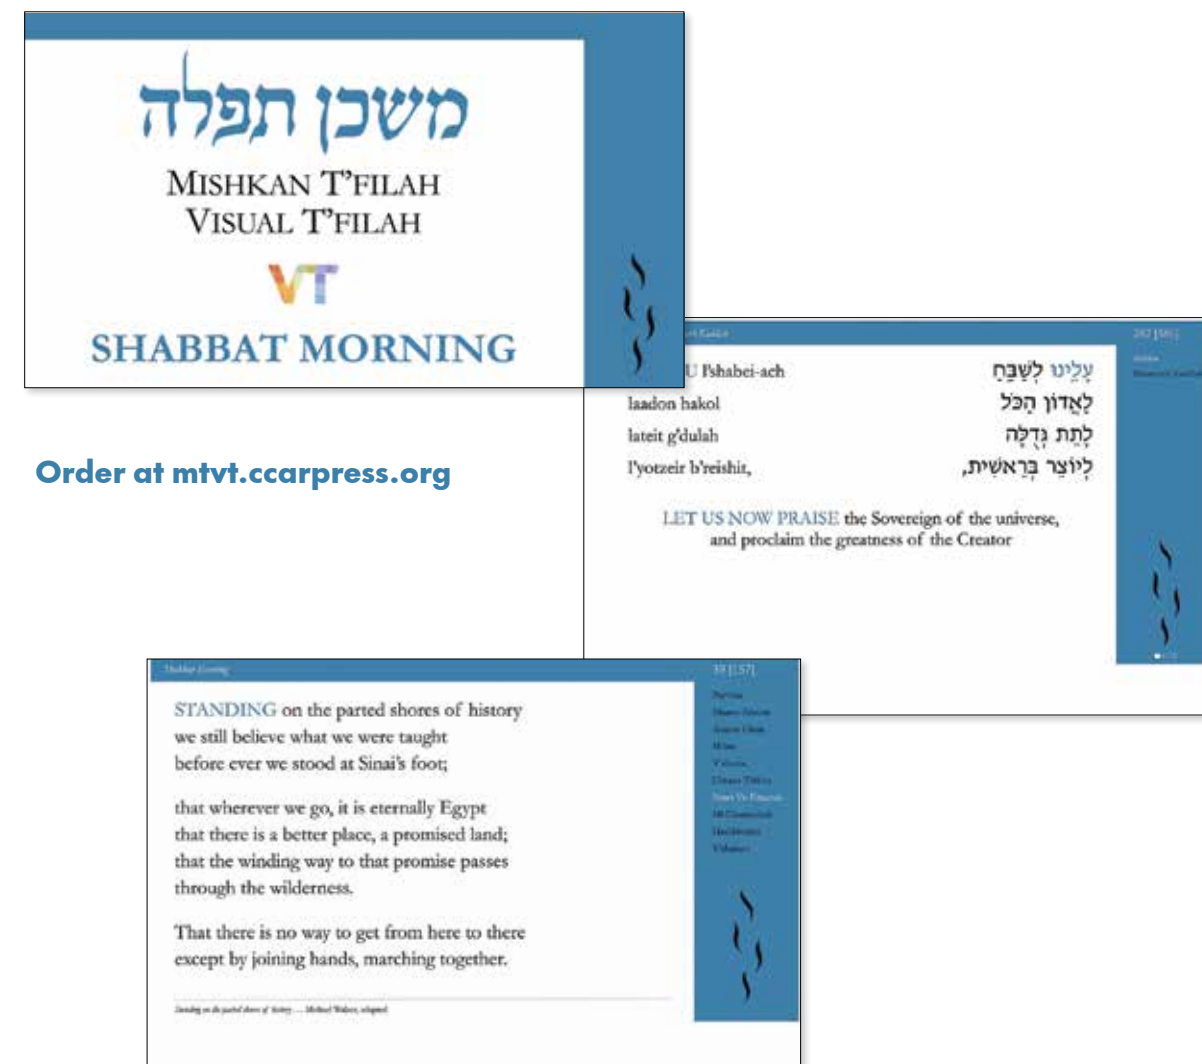 משכן תפלה
MISHKAN T'FILAH
VISUAL T'FILAH
VT
SHABBAT MORNING
Order at mtvt.ccarpress.org
U l'shabei-ach
laadon hakol
lateit g'dulah
l'yotzeir b'reishit,
עָלֵֽינוּ לְשַׁבֵּֽחַ
לַאֲדוֹן הַכֹּל
לָתֵת גְּדֻלָּה
לְיוֹצֵר בְּרֵאשִׁית,
LET US NOW PRAISE the Sovereign of the universe,
and proclaim the greatness of the Creator
STANDING on the parted shores of history
we still believe what we were taught
before ever we stood at Sinai's foot;
that wherever we go, it is eternally Egypt
that there is a better place, a promised land;
that the winding way to that promise passes
through the wilderness.
That there is no way to get from here to there
except by joining hands, marching together.